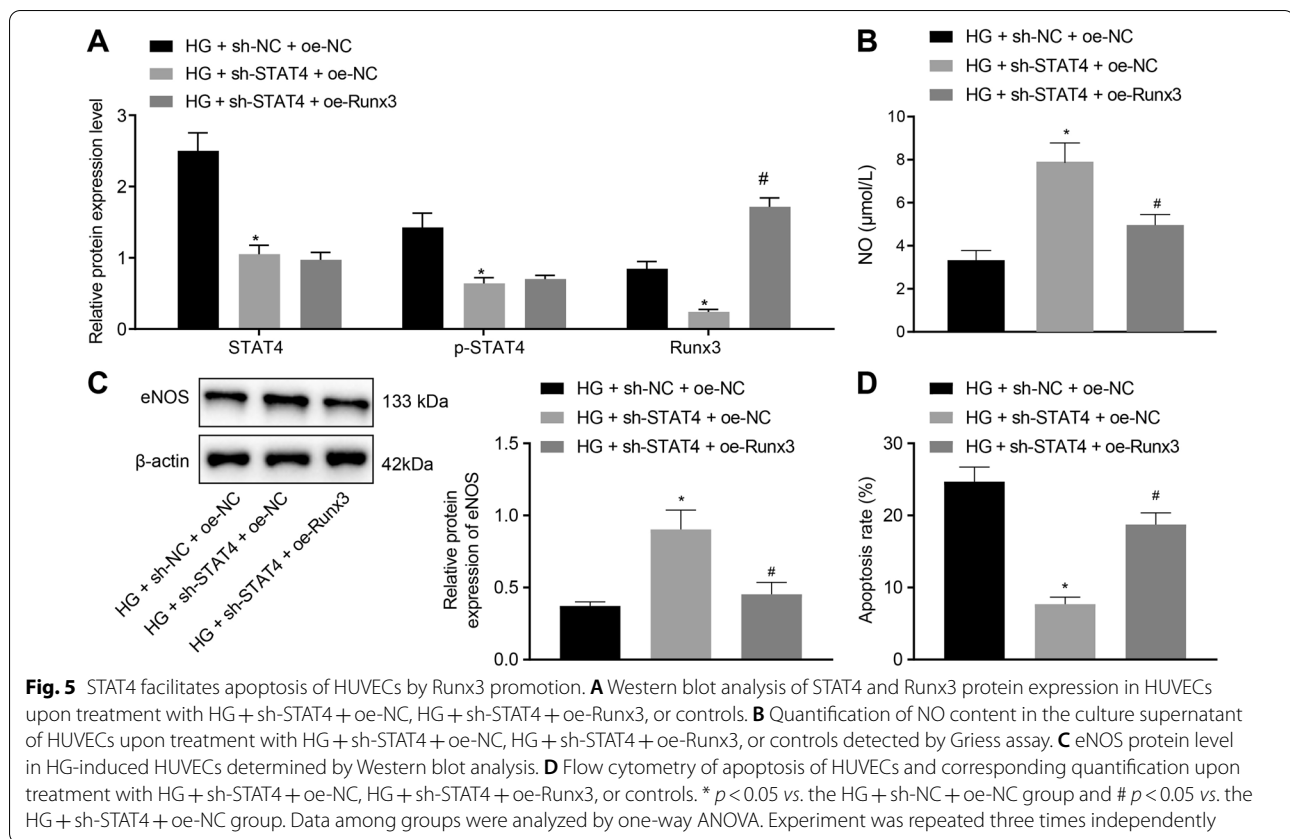 A
HG + sh-NC + oe-NC
HG + sh-STAT4 + oe-NC
HG + sh-STAT4 + oe-Runx3
Relative protein expression level
3
2
1
0
*
*
*
#
STAT4 p-STAT4 Runx3
B
HG + sh-NC + oe-NC
HG + sh-STAT4 + oe-NC
HG + sh-STAT4 + oe-Runx3
NO (μmol/L)
8
6
4
2
0
*
#
C
eNOS 133 kDa
β-actin 42kDa
HG + sh-NC + oe-NC
HG + sh-STAT4 + oe-NC
HG + sh-STAT4 + oe-Runx3
HG + sh-NC + oe-NC
HG + sh-STAT4 + oe-NC
HG + sh-STAT4 + oe-Runx3
Relative protein
expression of eNOS
1.5
1.0
0.5
0.0
*
#
D
HG + sh-NC + oe-NC
HG + sh-STAT4 + oe-NC
HG + sh-STAT4 + oe-Runx3
Apoptosis rate (%)
30
20
10
0
*
#
Fig. 5 STAT4 facilitates apoptosis of HUVECs by Runx3 promotion. A Western blot analysis of STAT4 and Runx3 protein expression in HUVECs
upon treatment with HG + sh-STAT4 + oe-NC, HG + sh-STAT4 + oe-Runx3, or controls. B Quantification of NO content in the culture supernatant
of HUVECs upon treatment with HG + sh-STAT4 + oe-NC, HG + sh-STAT4 + oe-Runx3, or controls detected by Griess assay. C eNOS protein level
in HG-induced HUVECs determined by Western blot analysis. D Flow cytometry of apoptosis of HUVECs and corresponding quantification upon
treatment with HG + sh-STAT4 + oe-NC, HG + sh-STAT4 + oe-Runx3, or controls. * p < 0.05 vs. the HG + sh-NC + oe-NC group and # p < 0.05 vs. the
HG + sh-STAT4 + oe-NC group. Data among groups were analyzed by one-way ANOVA. Experiment was repeated three times independently